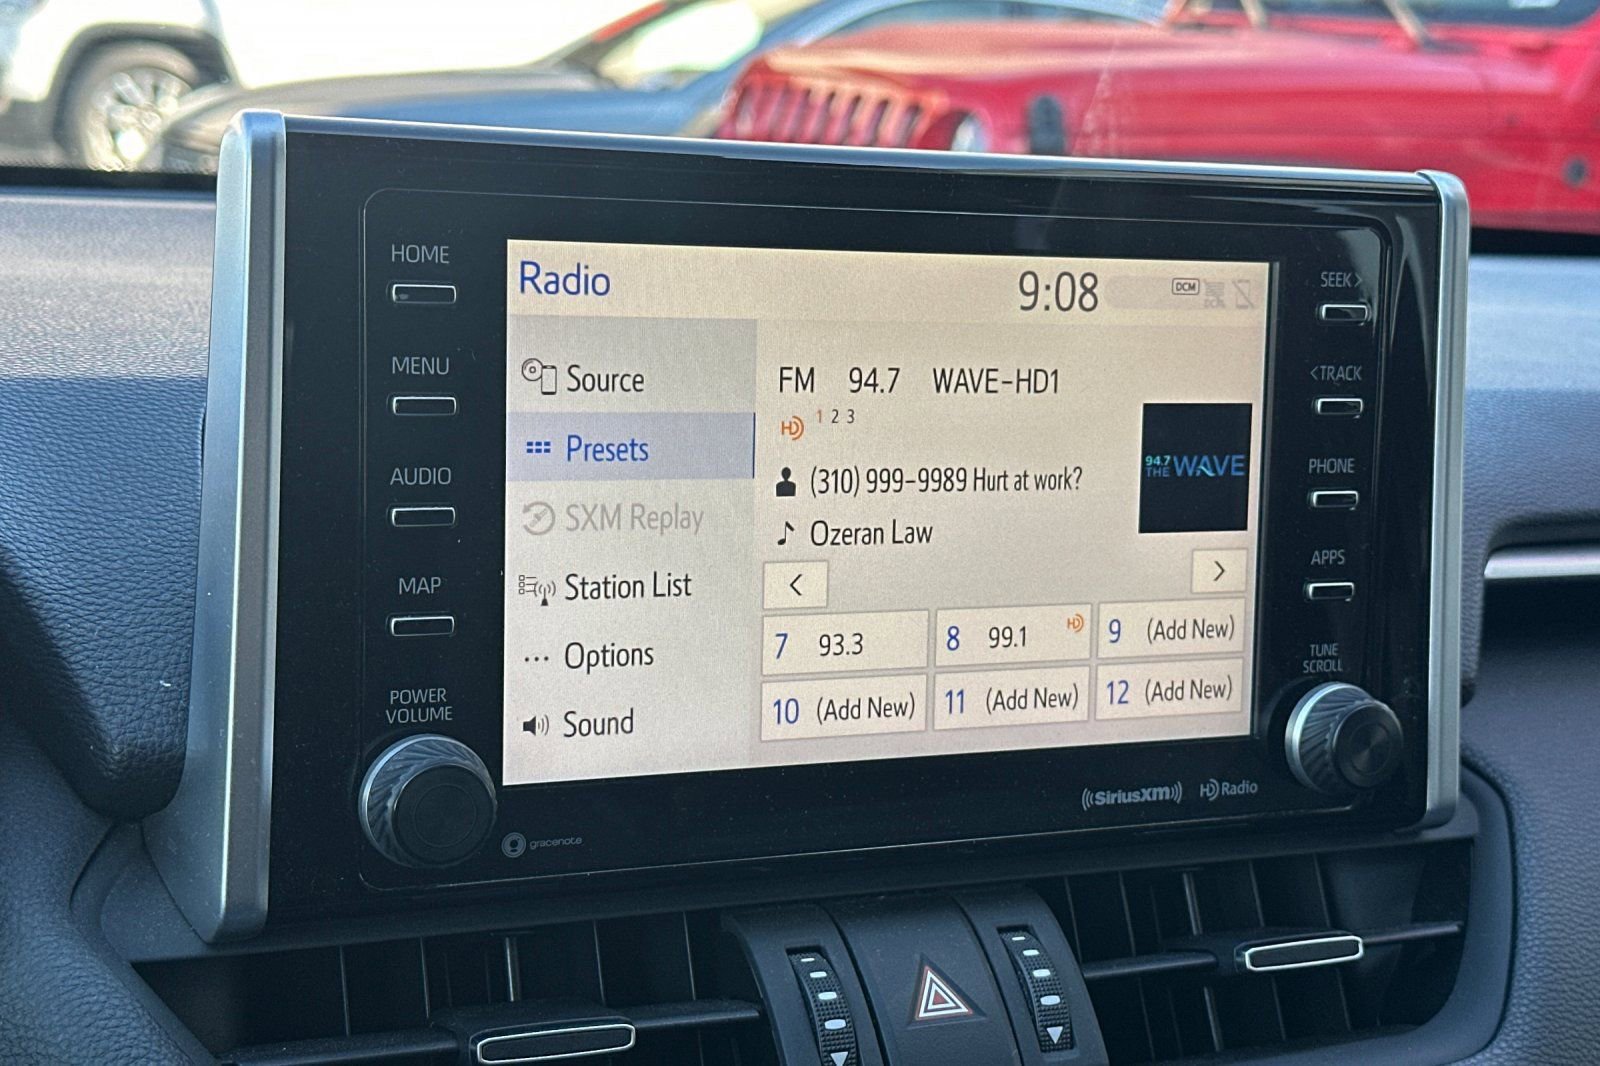 HOME
MENU
AUDIO
MAP
POWER
VOLUME
Radio
9:08
DCM
Source
Presets
SXM Replay
Station List
Options
Sound
FM 94.7 WAVE-HD1
HD 1 2 3
(310) 999-9989 Hurt at work?
Ozeran Law
94.7
THE WAVE
<
>
7 93.3
8 99.1 HD
9 (Add New)
10 (Add New)
11 (Add New)
12 (Add New)
SEEK >
< TRACK
PHONE
APPS
TUNE
SCROLL
gracenote
((SiriusXM))
HD Radio